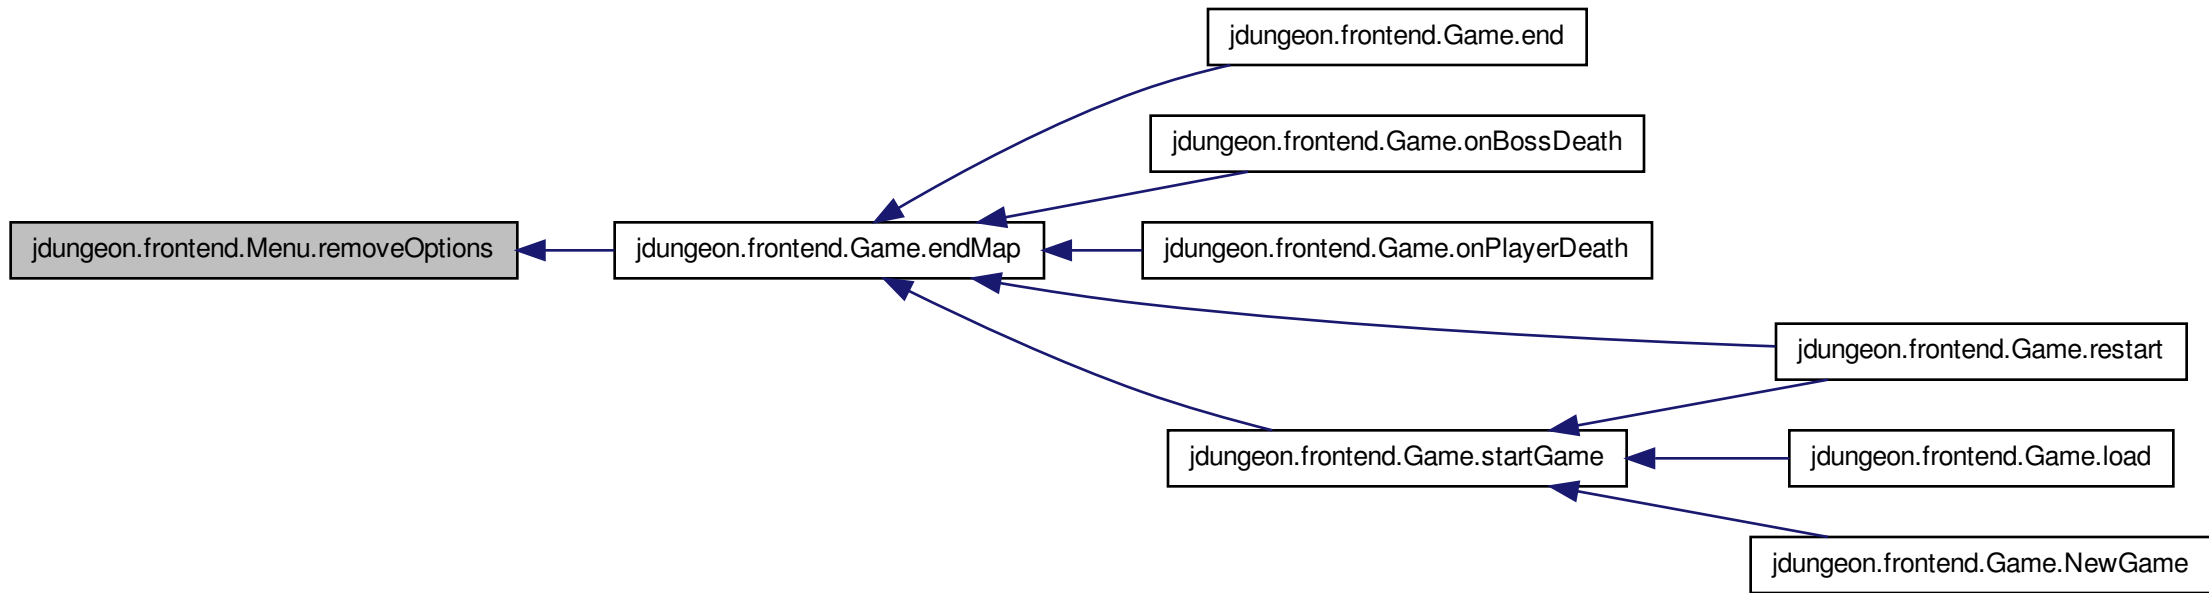 jdungeon.frontend.Game.end
jdungeon.frontend.Game.onBossDeath
jdungeon.frontend.Menu.removeOptions
jdungeon.frontend.Game.endMap
jdungeon.frontend.Game.onPlayerDeath
jdungeon.frontend.Game.restart
jdungeon.frontend.Game.startGame
jdungeon.frontend.Game.load
jdungeon.frontend.Game.NewGame